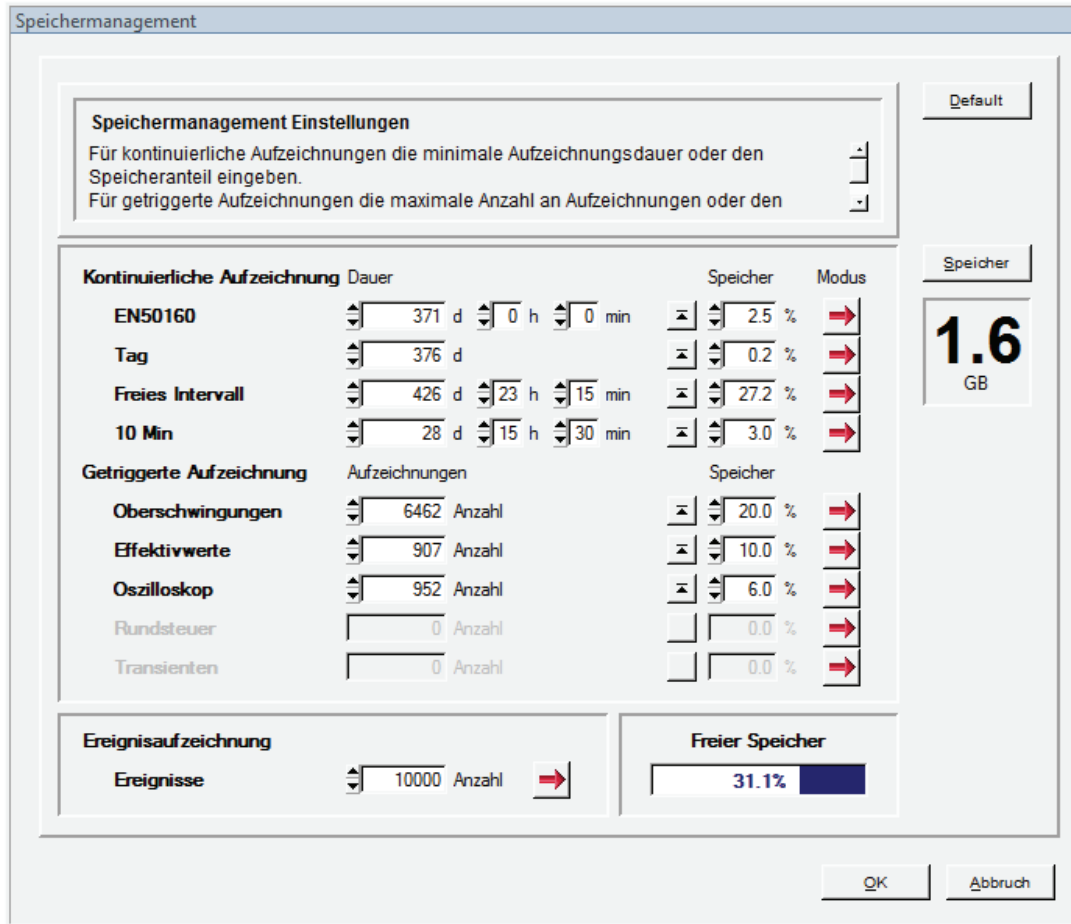 Speichermanagement
Default
Speichermanagement Einstellungen
Für kontinuierliche Aufzeichnungen die minimale Aufzeichnungsdauer oder den
Speicheranteil eingeben.
Für getriggerte Aufzeichnungen die maximale Anzahl an Aufzeichnungen oder den
Speicher
1.6
GB
Kontinuierliche Aufzeichnung Dauer Speicher Modus
EN50160 371 d 0 h 0 min 2.5 %
Tag 376 d 0.2 %
Freies Intervall 426 d 23 h 15 min 27.2 %
10 Min 28 d 15 h 30 min 3.0 %
Getriggerte Aufzeichnung Aufzeichnungen Speicher
Oberschwingungen 6462 Anzahl 20.0 %
Effektivwerte 907 Anzahl 10.0 %
Oszilloskop 952 Anzahl 6.0 %
Rundsteuer 0 Anzahl 0.0 %
Transienten 0 Anzahl 0.0 %
Ereignisaufzeichnung
Ereignisse 10000 Anzahl
Freier Speicher
31.1%
OK Abbruch